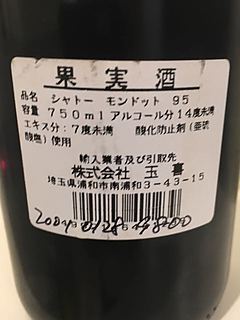 果実酒
品名 シャトー モンドット 95
容量 750ml アルコール分14度未満
エキス分:7度未満 酸化防止剤(亜硫
酸塩)使用
輸入業者及び引取先
株式会社 玉喜
埼玉県浦和市南浦和3-43-15